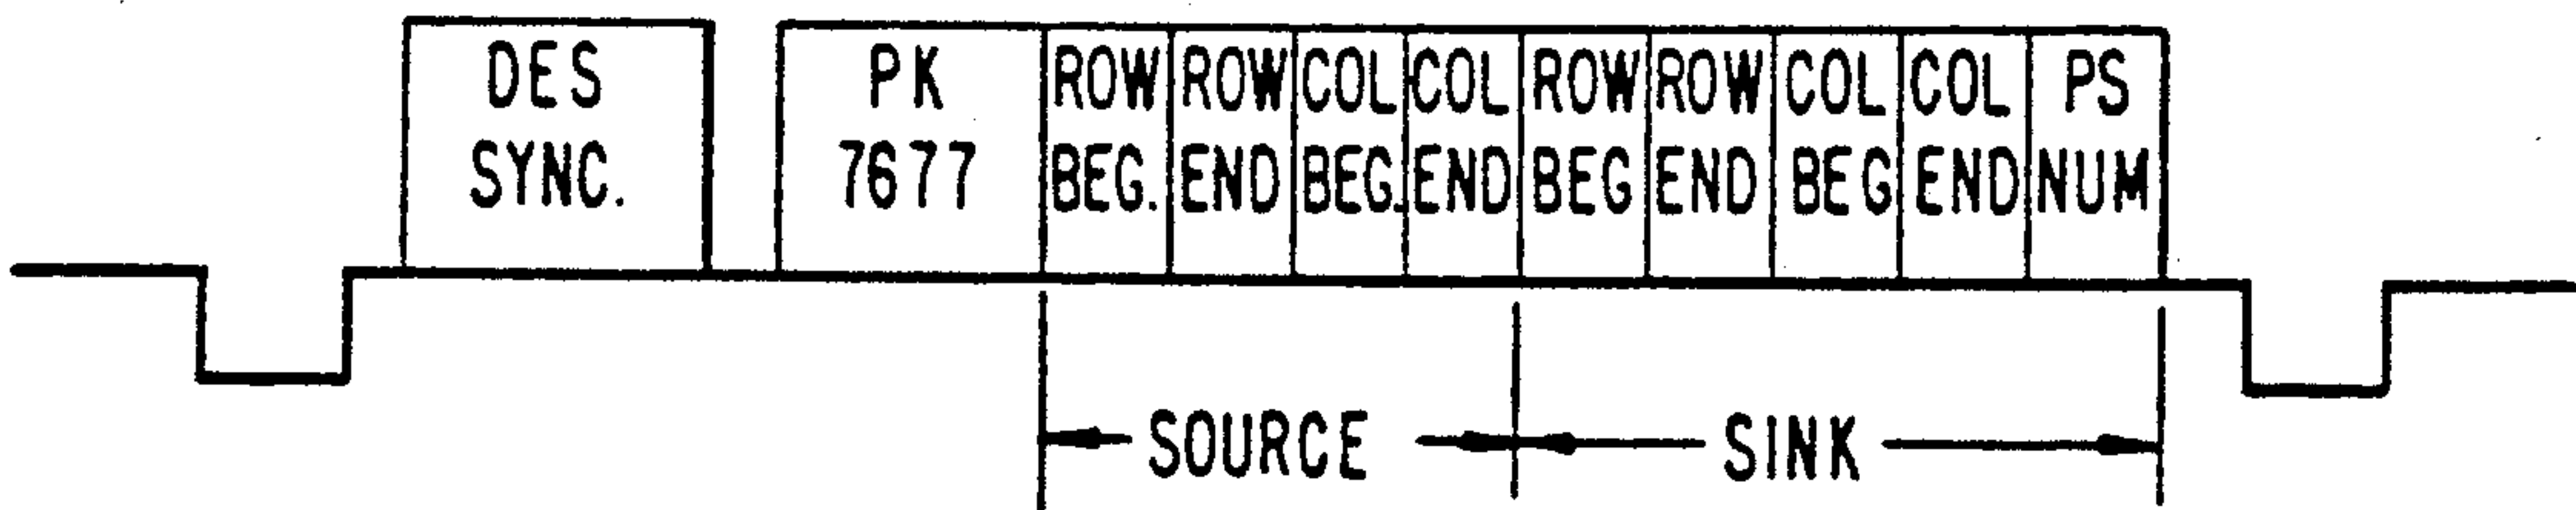 DES
SYNC.
PK
7677
ROW
BEG.
ROW
END
COL
BEG.
COL
END
ROW
BEG
ROW
END
COL
BEG
COL
END
PS
NUM
SOURCE
SINK